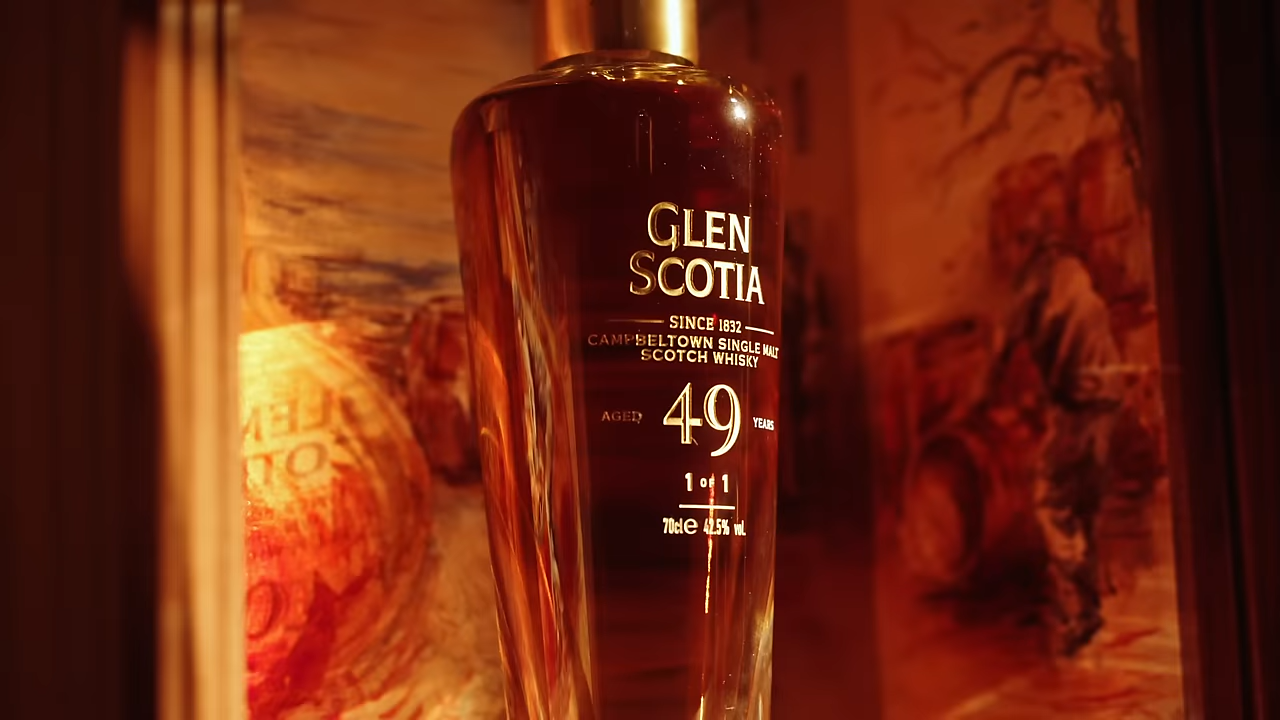 GLEN
SCOTIA
SINCE 1832
CAMPBELTOWN SINGLE MALT
SCOTCH WHISKY
AGED 49 YEARS
1 OF 1
70cl e 42.5% vol.